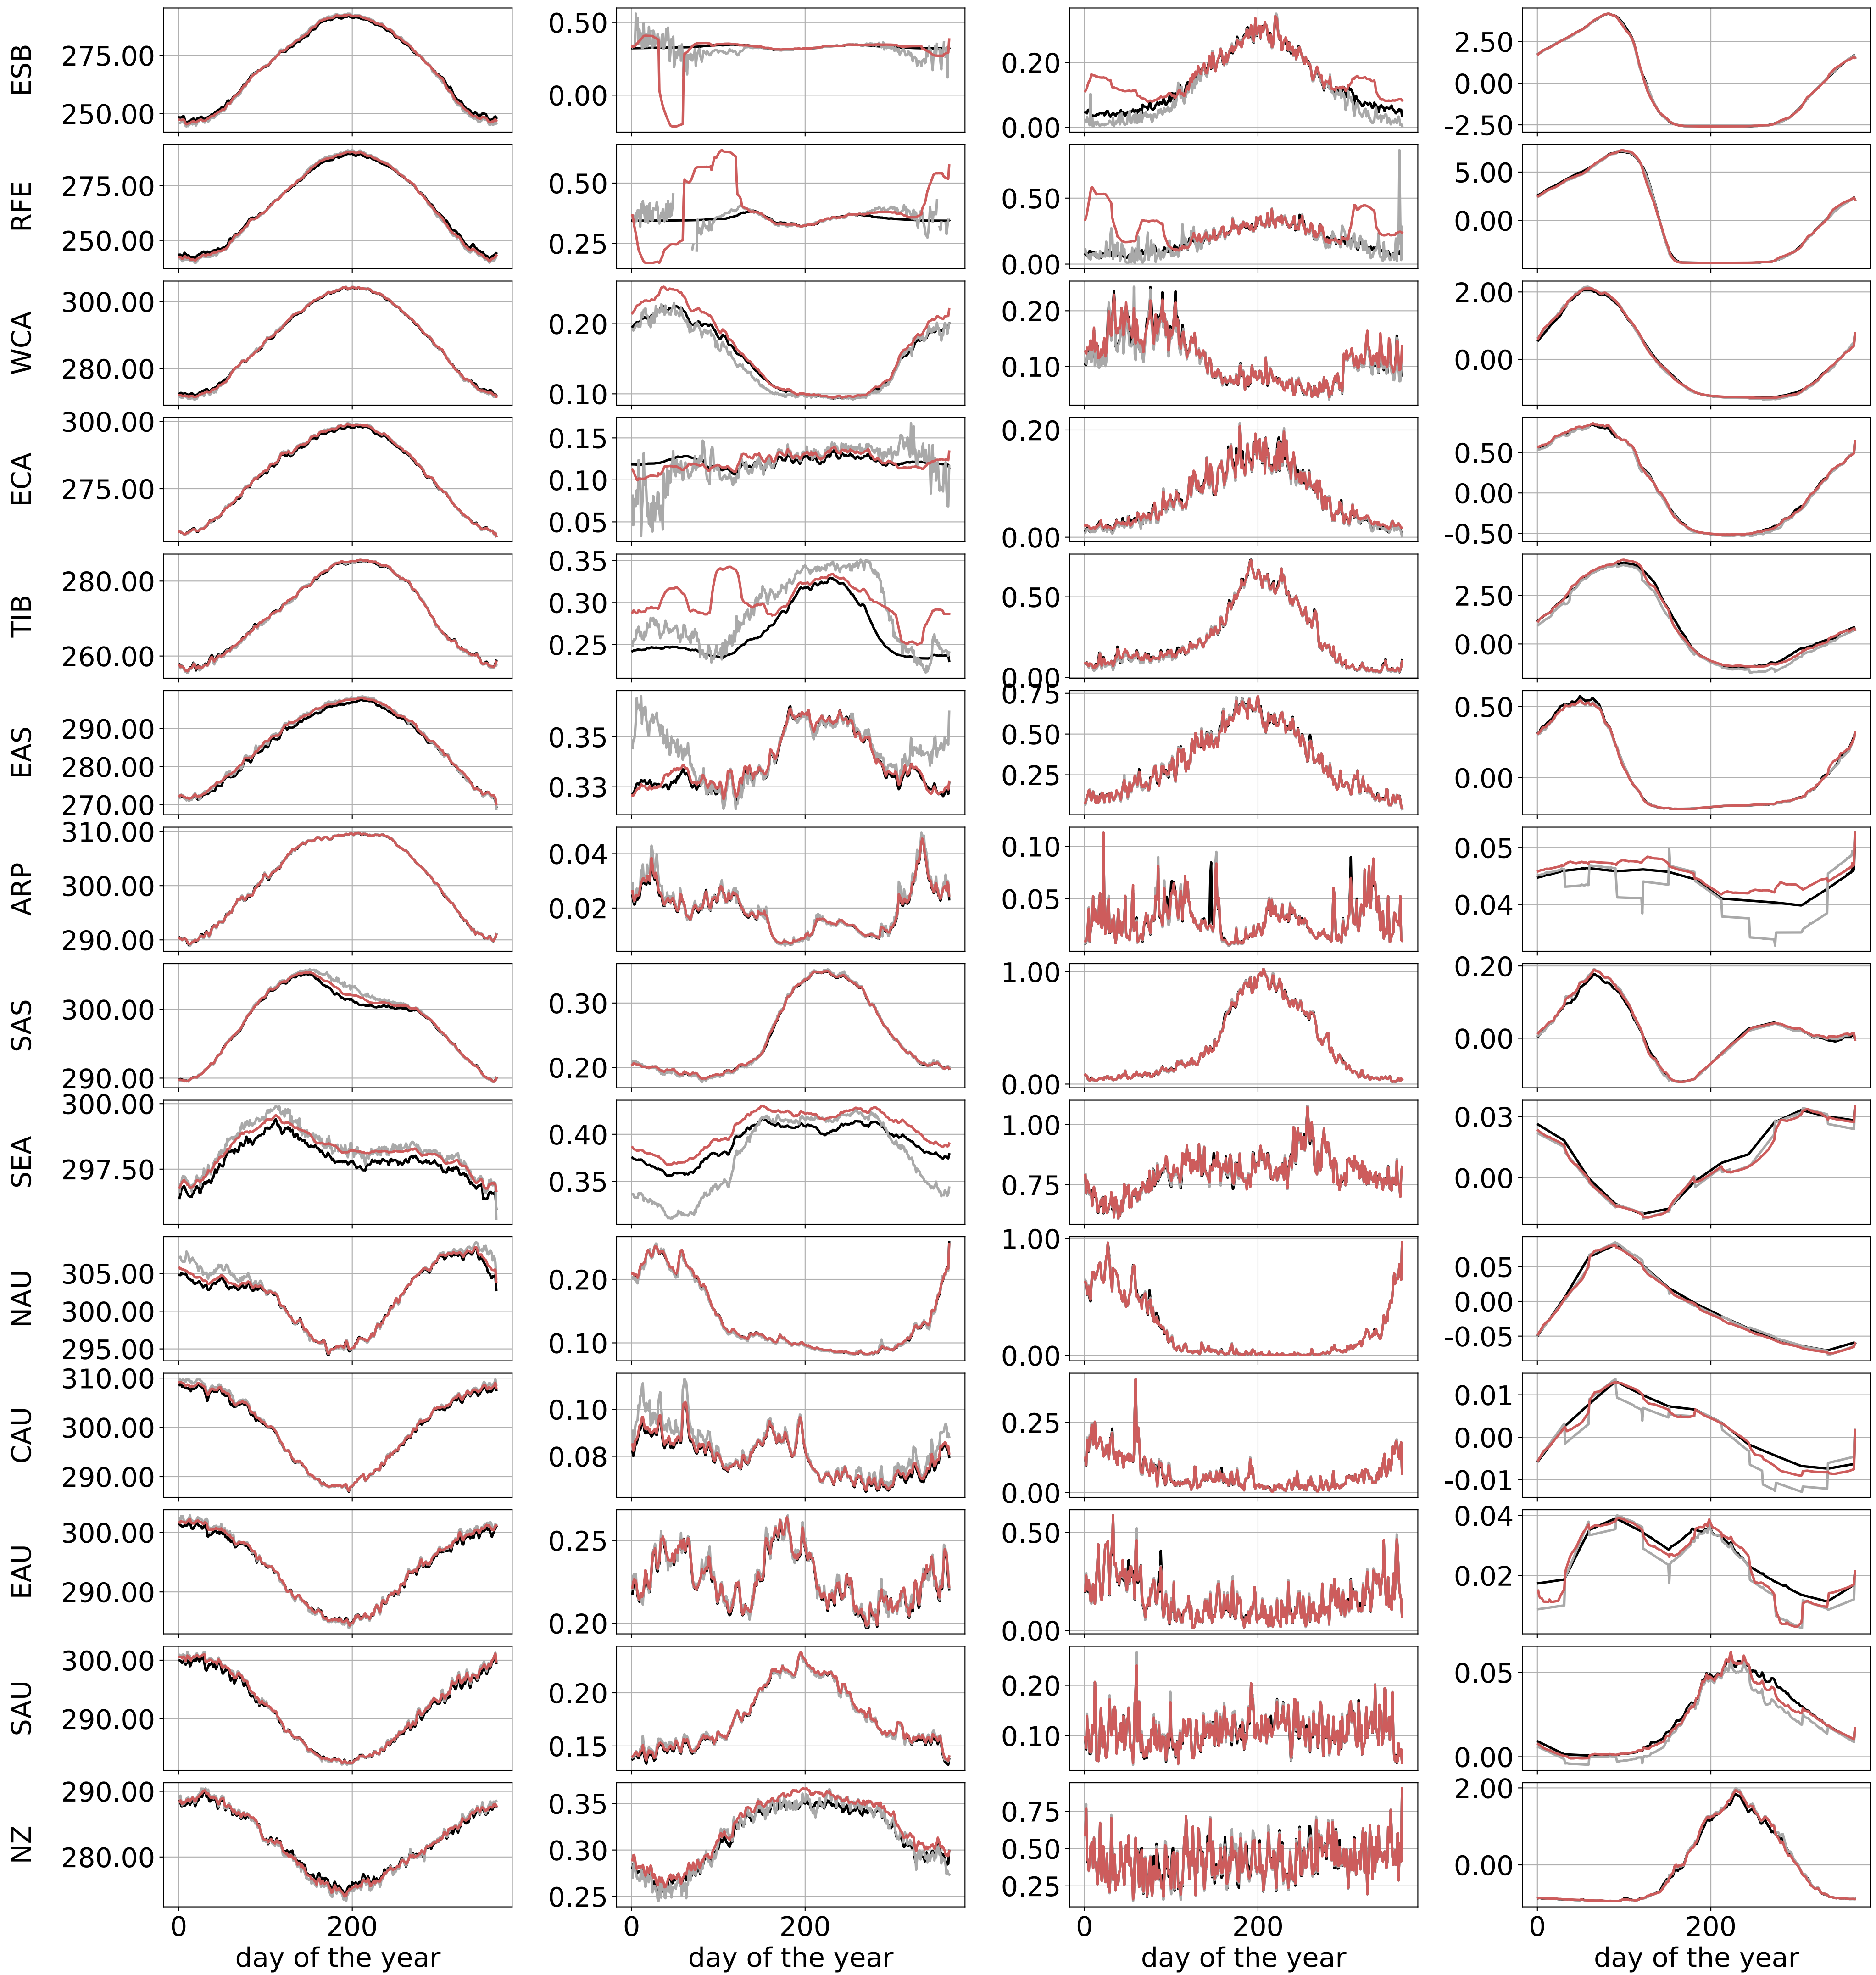 ESB 275.00 250.00 0.50 0.00 0.20 0.00 2.50 0.00 -2.50
RFE 275.00 250.00 0.50 0.25 0.50 0.00 5.00 0.00
WCA 300.00 280.00 0.20 0.10 0.20 0.10 2.00 0.00
ECA 300.00 275.00 0.15 0.10 0.05 0.20 0.00 0.50 0.00 -0.50
TIB 280.00 260.00 0.35 0.30 0.25 0.50 0.00 2.50 0.00
EAS 290.00 280.00 270.00 0.35 0.33 0.75 0.50 0.25 0.50 0.00
ARP 310.00 300.00 290.00 0.04 0.02 0.10 0.05 0.05 0.04
SAS 300.00 290.00 0.30 0.20 1.00 0.00 0.20 0.00
SEA 300.00 297.50 0.40 0.35 1.00 0.75 0.03 0.00
NAU 305.00 300.00 295.00 0.20 0.10 1.00 0.00 0.05 0.00 -0.05
CAU 310.00 300.00 290.00 0.10 0.08 0.25 0.00 0.01 0.00 -0.01
EAU 300.00 290.00 0.25 0.20 0.50 0.00 0.04 0.02
SAU 300.00 290.00 0.20 0.15 0.20 0.10 0.05 0.00
NZ 290.00 280.00 0.35 0.30 0.25 0.75 0.50 0.25 2.00 0.00
0 200 0 200 0 200 0 200
day of the year day of the year day of the year day of the year